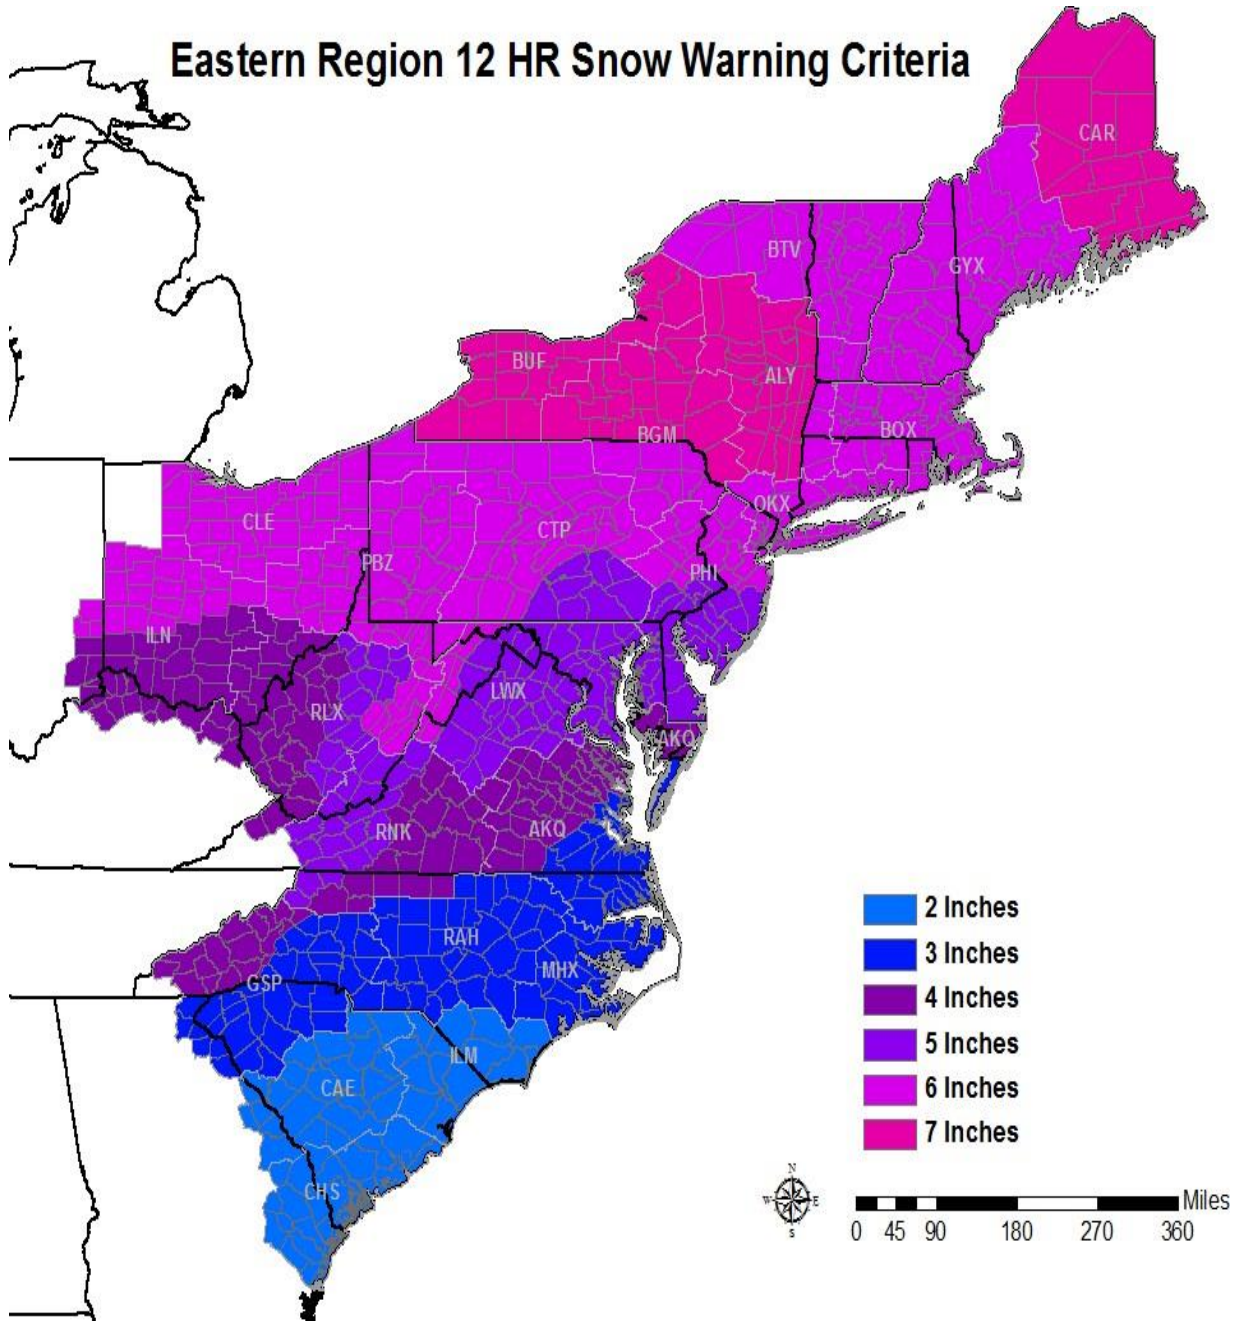 Eastern Region 12 HR Snow Warning Criteria
CAR
BTV
GYX
BUF
ALY
BGM
BOX
CLE
CTP
OKX
PBZ
PHI
ILN
LWX
RLX
AKQ
RNK
AKQ
RAH
GSP
MHX
ILM
CAE
CHS
2 Inches
3 Inches
4 Inches
5 Inches
6 Inches
7 Inches
N
W E
S
Miles
0 45 90 180 270 360